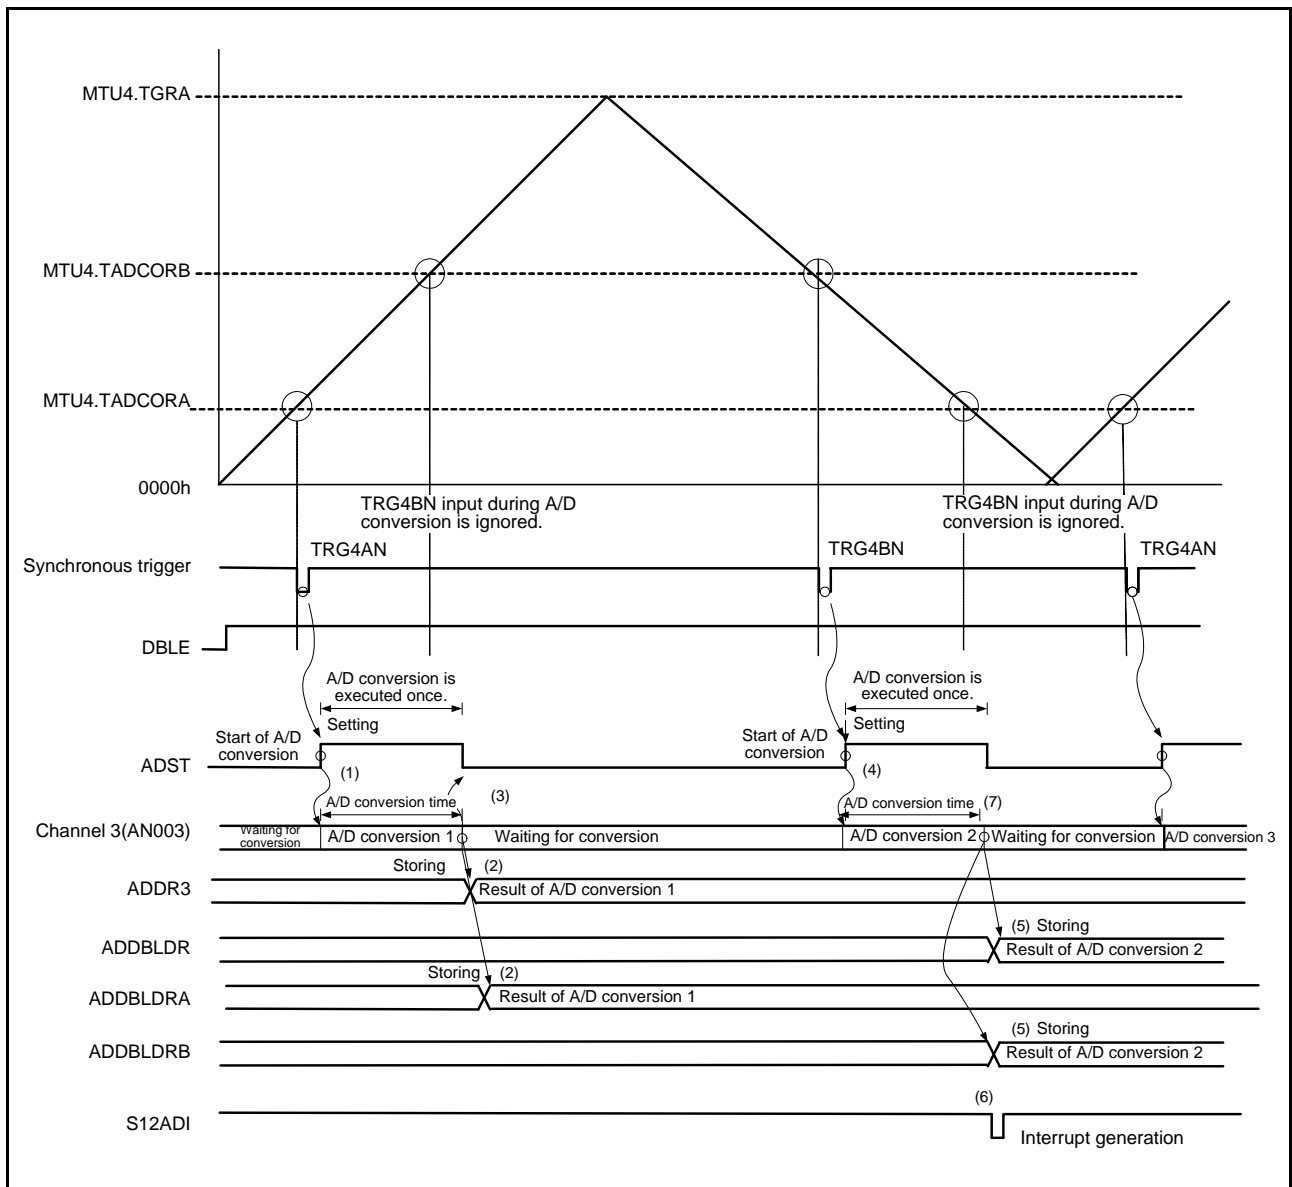 MTU4.TGRA
MTU4.TADCORB
MTU4.TADCORA
0000h
TRG4BN input during A/D
conversion is ignored.
TRG4BN input during A/D
conversion is ignored.
Synchronous trigger
TRG4AN
TRG4BN
TRG4AN
DBLE
A/D conversion is
executed once.
A/D conversion is
executed once.
Setting
Setting
Start of A/D
conversion
Start of A/D
conversion
ADST
(1)
(3)
(4)
(7)
A/D conversion time
A/D conversion time
Channel 3(AN003)
Waiting for
conversion
A/D conversion 1
Waiting for conversion
A/D conversion 2
Waiting for conversion
A/D conversion 3
Storing
(2)
ADDR3
Result of A/D conversion 1
(5) Storing
ADDBLDR
Result of A/D conversion 2
Storing
(2)
ADDBLDRA
Result of A/D conversion 1
(5) Storing
ADDBLDRB
Result of A/D conversion 2
(6)
S12ADI
Interrupt generation